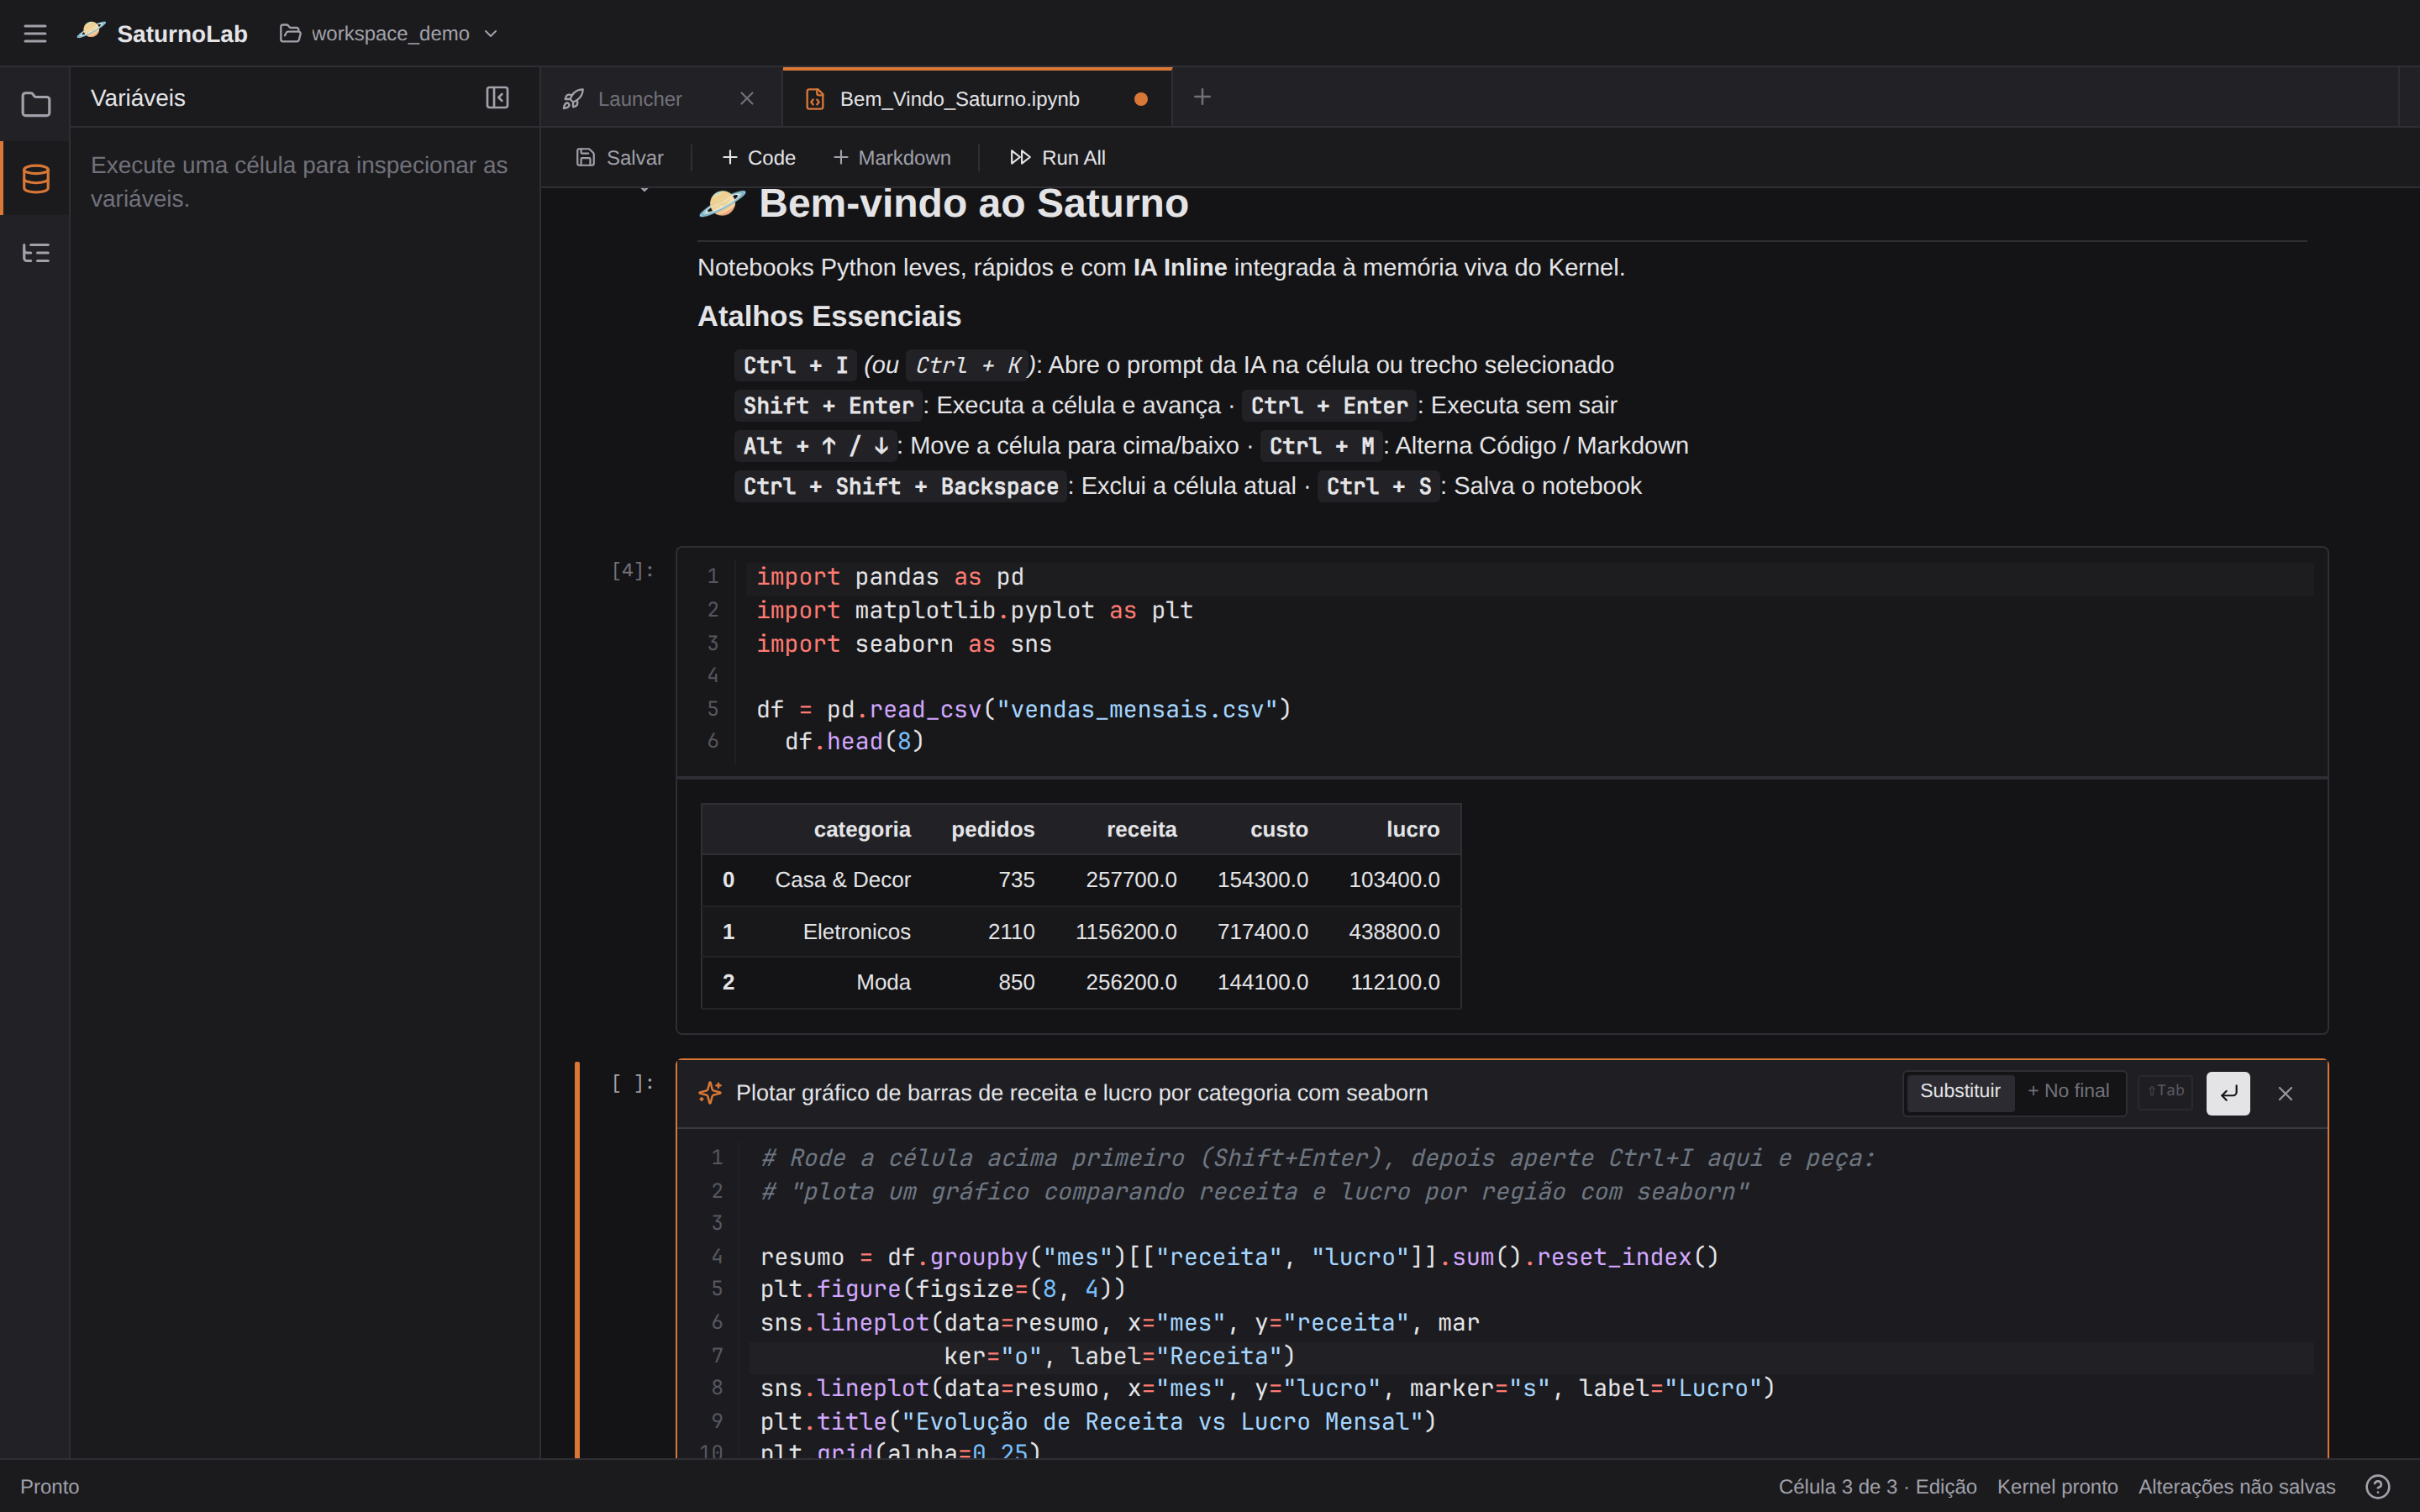 SaturnoLab
workspace_demo
Variáveis
Execute uma célula para inspecionar as
variáveis.
Launcher
Bem_Vindo_Saturno.ipynb
Salvar
+ Code
+ Markdown
Run All
🪐 Bem-vindo ao Saturno
Notebooks Python leves, rápidos e com IA Inline integrada à memória viva do Kernel.
Atalhos Essenciais
Ctrl + I (ou Ctrl + K): Abre o prompt da IA na célula ou trecho selecionado
Shift + Enter: Executa a célula e avança · Ctrl + Enter: Executa sem sair
Alt + ↑ / ↓: Move a célula para cima/baixo · Ctrl + M: Alterna Código / Markdown
Ctrl + Shift + Backspace: Exclui a célula atual · Ctrl + S: Salva o notebook
[4]:
1 import pandas as pd
2 import matplotlib.pyplot as plt
3 import seaborn as sns
4
5 df = pd.read_csv("vendas_mensais.csv")
6   df.head(8)
categoria pedidos receita custo lucro
0 Casa & Decor 735 257700.0 154300.0 103400.0
1 Eletronicos 2110 1156200.0 717400.0 438800.0
2 Moda 850 256200.0 144100.0 112100.0
[ ]:
Plotar gráfico de barras de receita e lucro por categoria com seaborn
Substituir + No final ⇧Tab
1 # Rode a célula acima primeiro (Shift+Enter), depois aperte Ctrl+I aqui e peça:
2 # "plota um gráfico comparando receita e lucro por região com seaborn"
3
4 resumo = df.groupby("mes")[["receita", "lucro"]].sum().reset_index()
5 plt.figure(figsize=(8, 4))
6 sns.lineplot(data=resumo, x="mes", y="receita", mar
7              ker="o", label="Receita")
8 sns.lineplot(data=resumo, x="mes", y="lucro", marker="s", label="Lucro")
9 plt.title("Evolução de Receita vs Lucro Mensal")
10 plt.grid(alpha=0.25)
Pronto
Célula 3 de 3 · Edição
Kernel pronto
Alterações não salvas